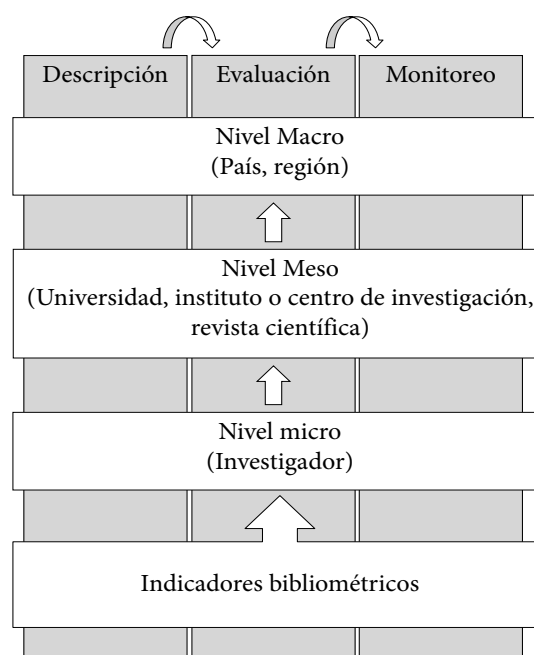 Descripción
Evaluación
Monitoreo
Nivel Macro
(País, región)
Nivel Meso
(Universidad, instituto o centro de investigación,
revista científica)
Nivel micro
(Investigador)
Indicadores bibliométricos